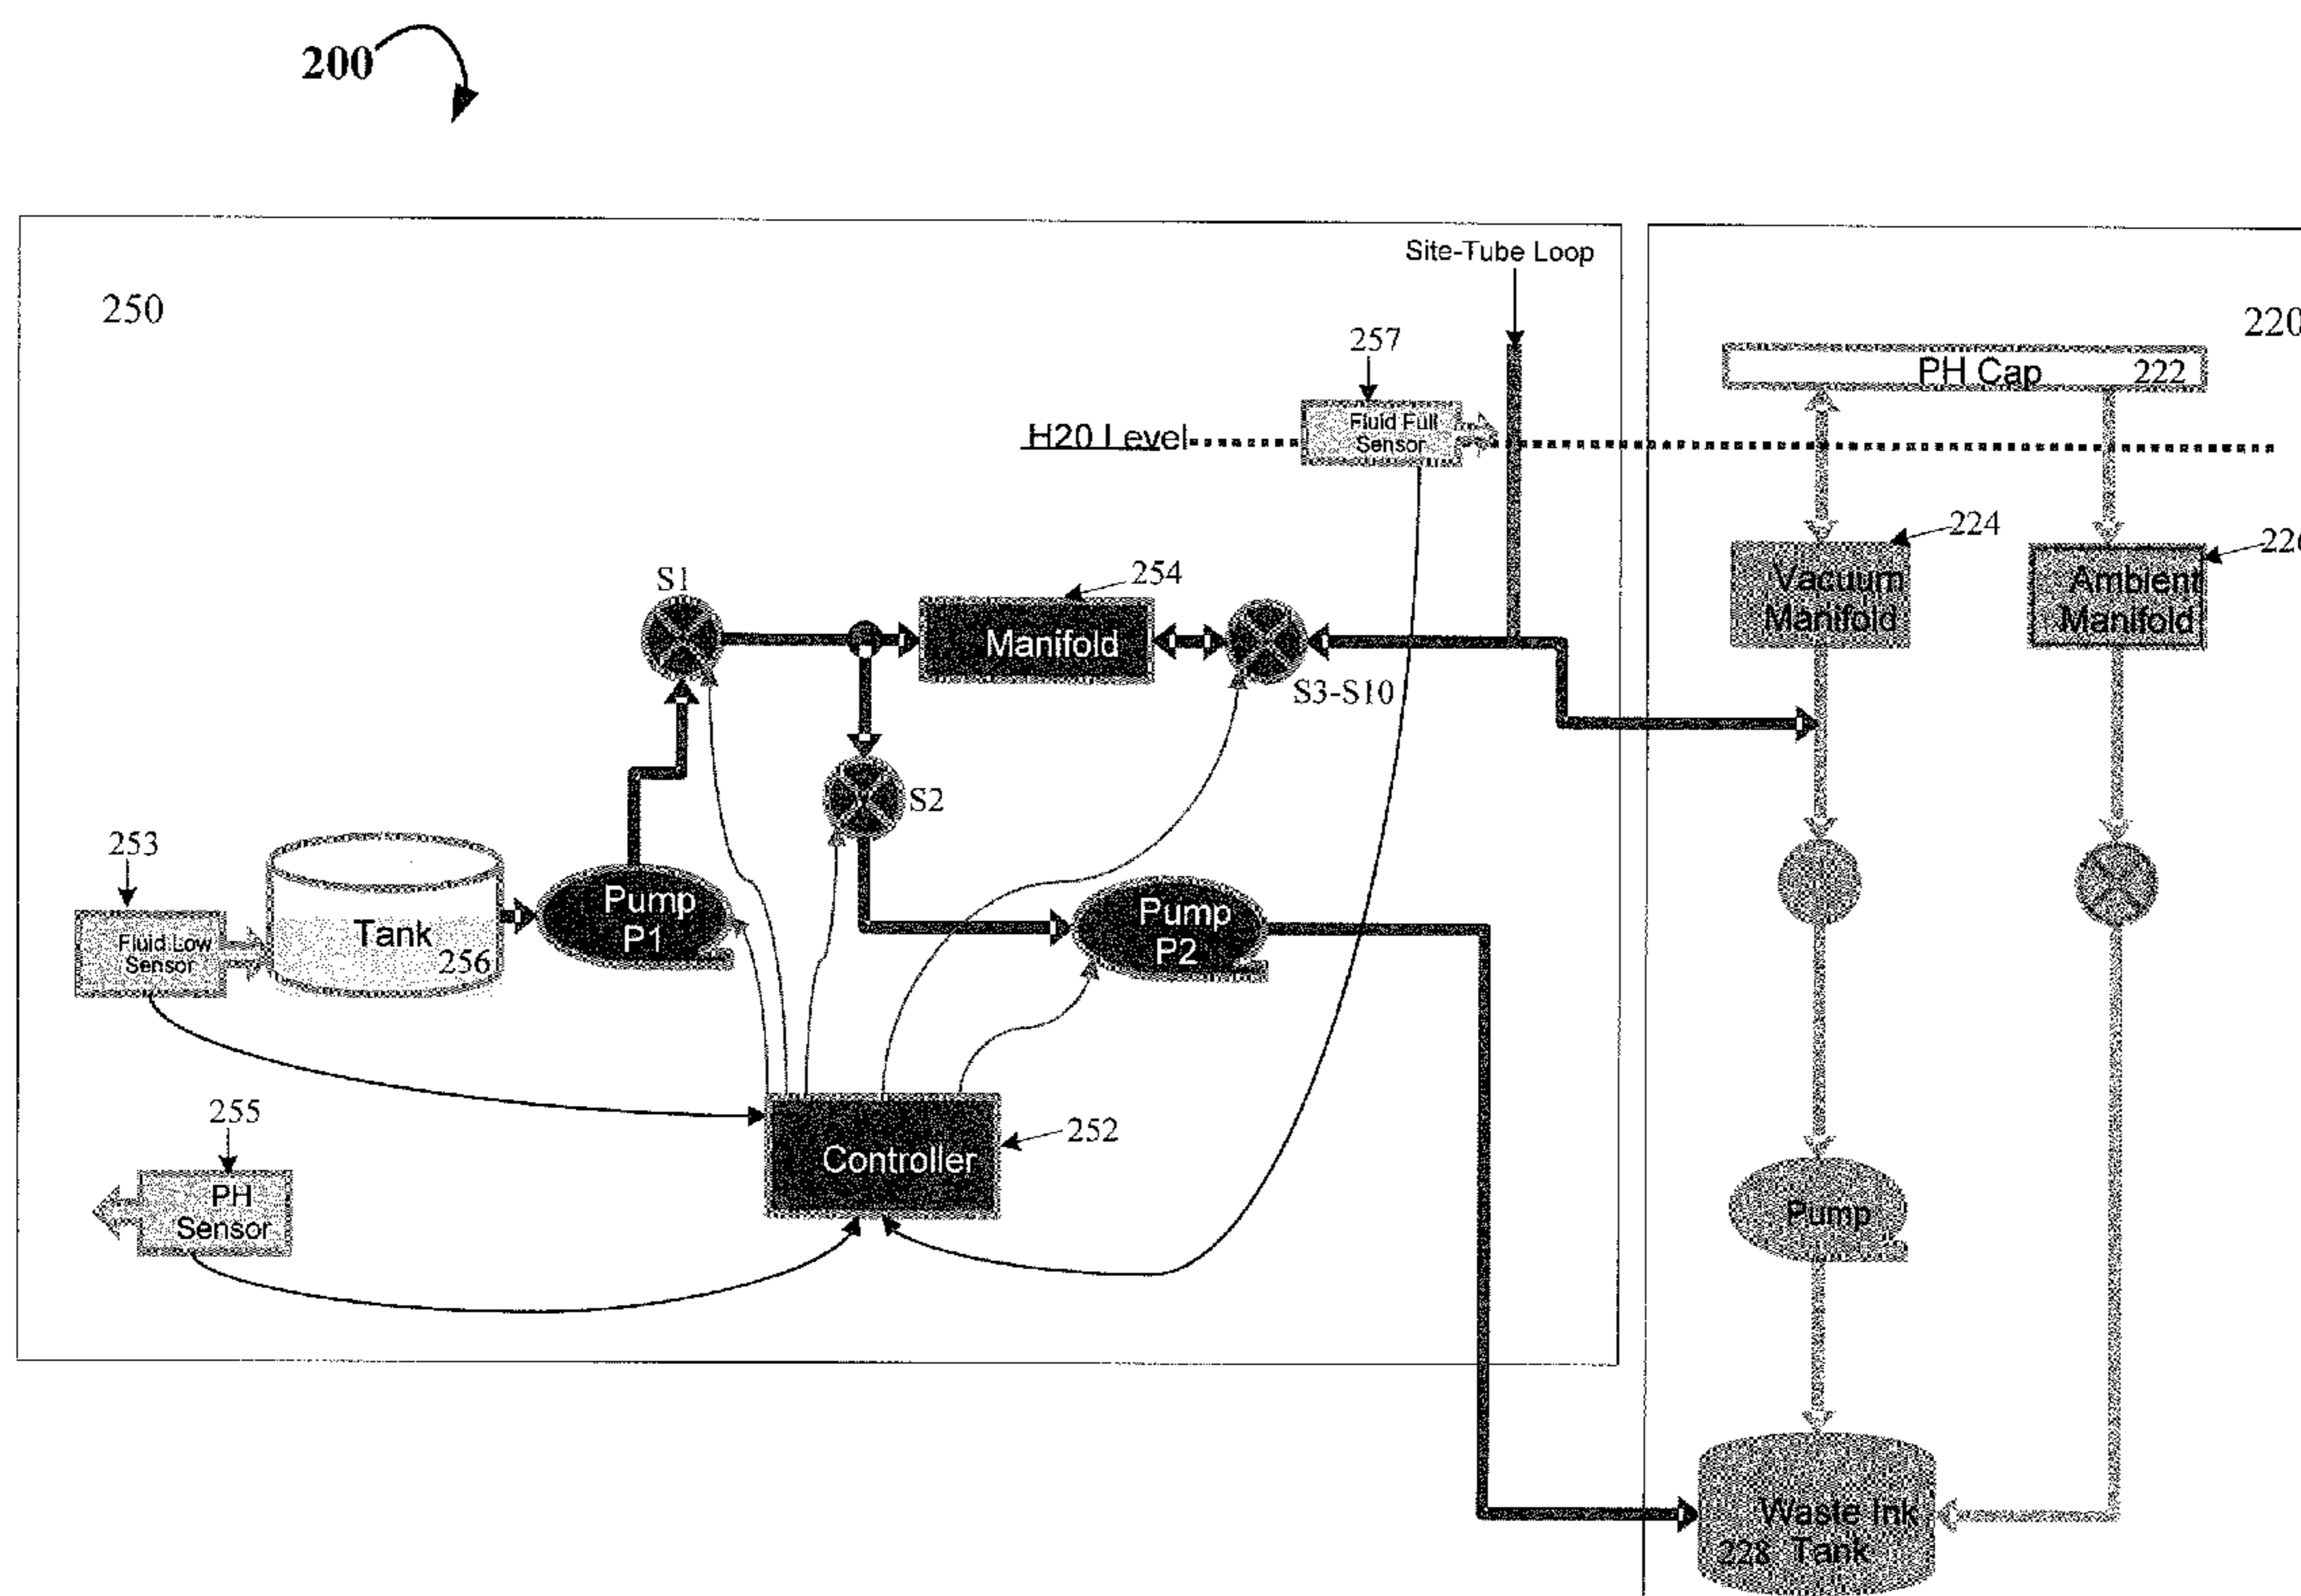 200
250
Site-Tube Loop
220
257
PH Cap 222
H20 Level
Fluid Full
Sensor
224
S1
254
Vacuum
Manifold
Ambient
Manifold
Manifold
S3-S10
S2
253
Fluid Low
Sensor
Tank
256
Pump
P1
Pump
P2
255
252
PH
Sensor
Controller
Pump
Waste Ink
228 Tank